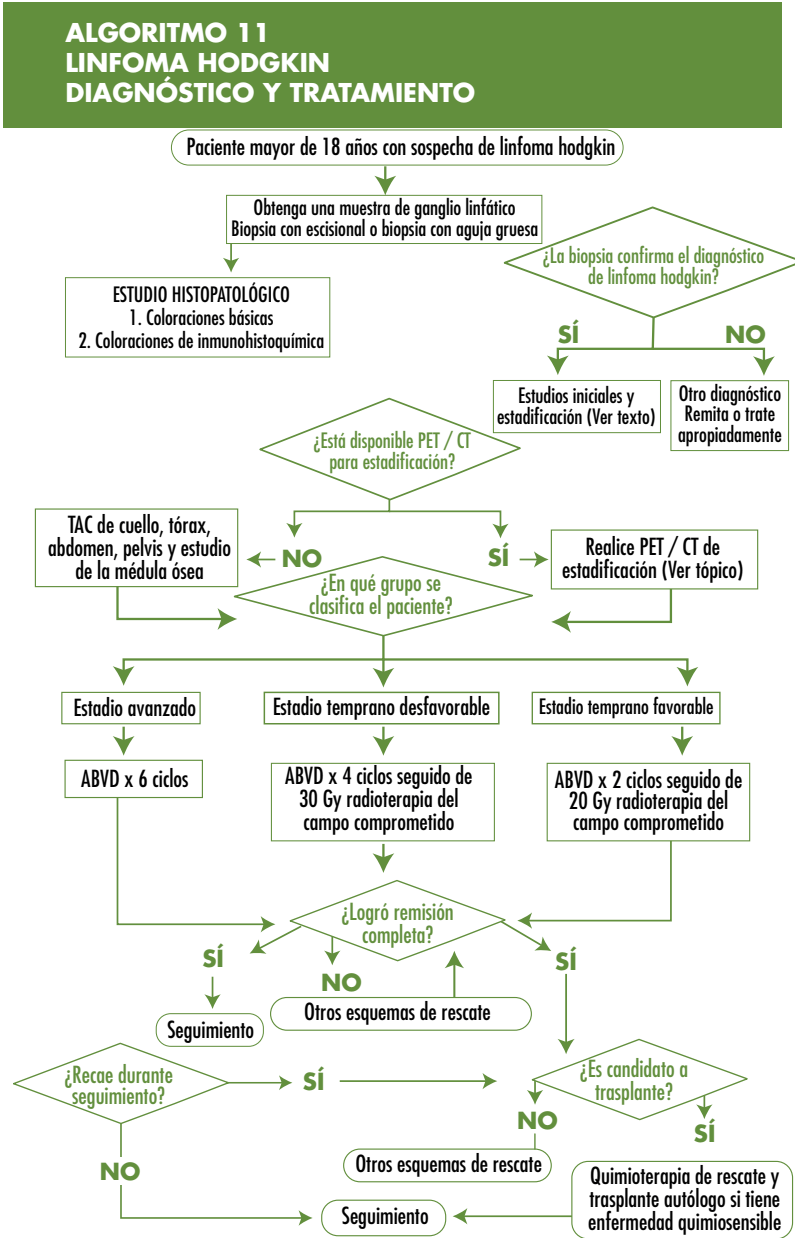 ALGORITMO 11
LINFOMA HODGKIN
DIAGNÓSTICO Y TRATAMIENTO
Paciente mayor de 18 años con sospecha de linfoma hodgkin
Obtenga una muestra de ganglio linfático
Biopsia con escisional o biopsia con aguja gruesa
¿La biopsia confirma el diagnóstico
de linfoma hodgkin?
ESTUDIO HISTOPATOLÓGICO
1. Coloraciones básicas
2. Coloraciones de inmunohistoquímica
SÍ
NO
Estudios iniciales y
estadificación (Ver texto)
Otro diagnóstico
Remita o trate
apropiadamente
¿Está disponible PET / CT
para estadificación?
TAC de cuello, tórax,
abdomen, pelvis y estudio
de la médula ósea
NO
SÍ
Realice PET / CT de
estadificación (Ver tópico)
¿En qué grupo se
clasifica el paciente?
Estadio avanzado
Estadio temprano desfavorable
Estadio temprano favorable
ABVD x 6 ciclos
ABVD x 4 ciclos seguido de
30 Gy radioterapia del
campo comprometido
ABVD x 2 ciclos seguido de
20 Gy radioterapia del
campo comprometido
¿Logró remisión
completa?
SÍ
NO
SÍ
Seguimiento
Otros esquemas de rescate
¿Recae durante
seguimiento?
SÍ
¿Es candidato a
trasplante?
NO
SÍ
NO
Otros esquemas de rescate
Quimioterapia de rescate y
trasplante autólogo si tiene
enfermedad quimiosensible
Seguimiento